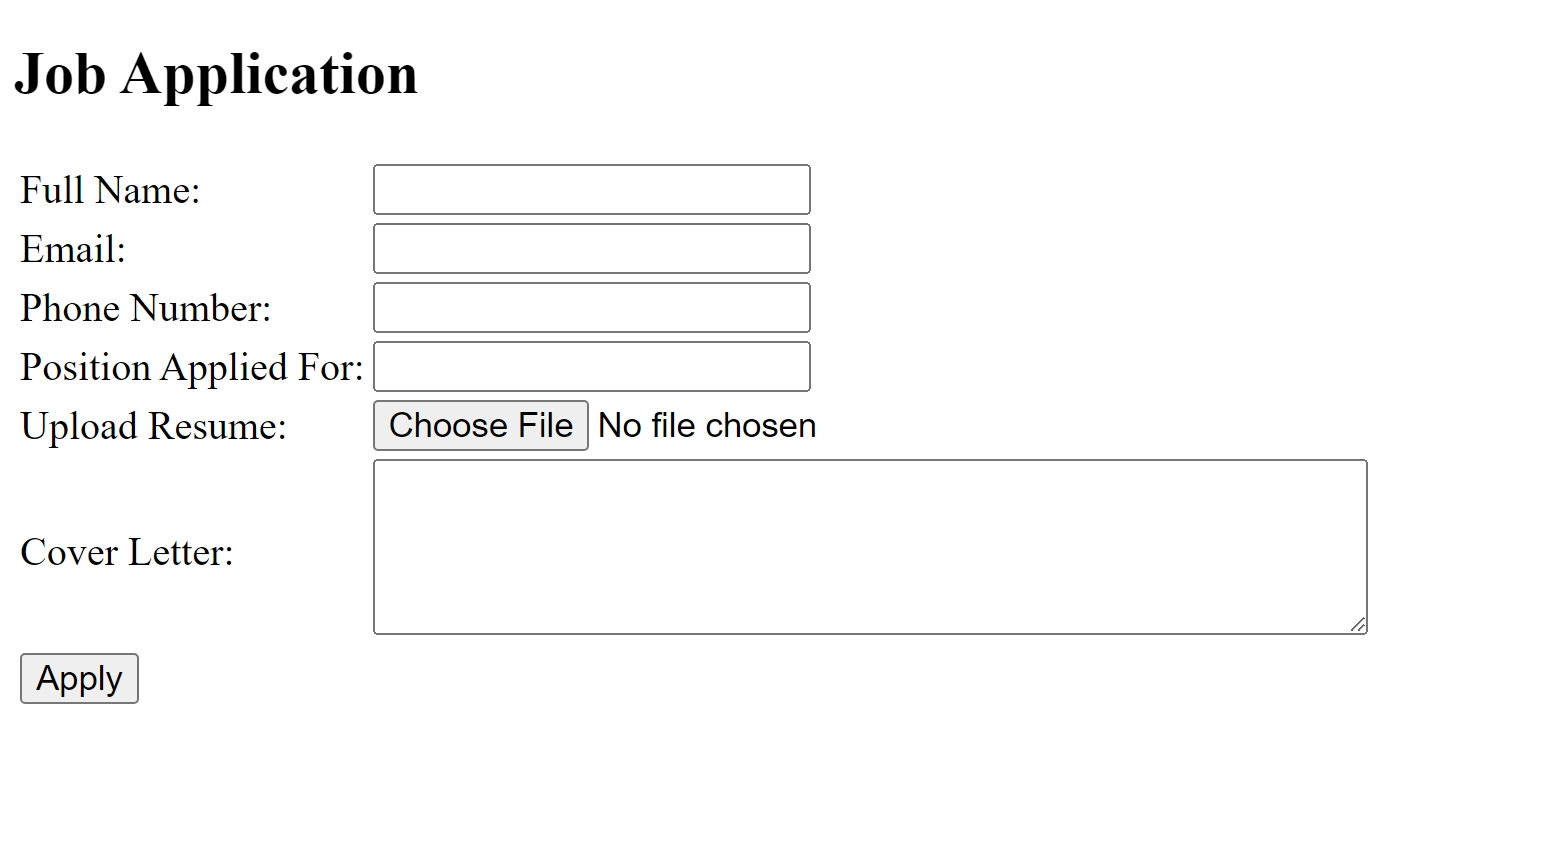 Job Application
Full Name:
Email:
Phone Number:
Position Applied For:
Upload Resume: Choose File No file chosen
Cover Letter:
Apply